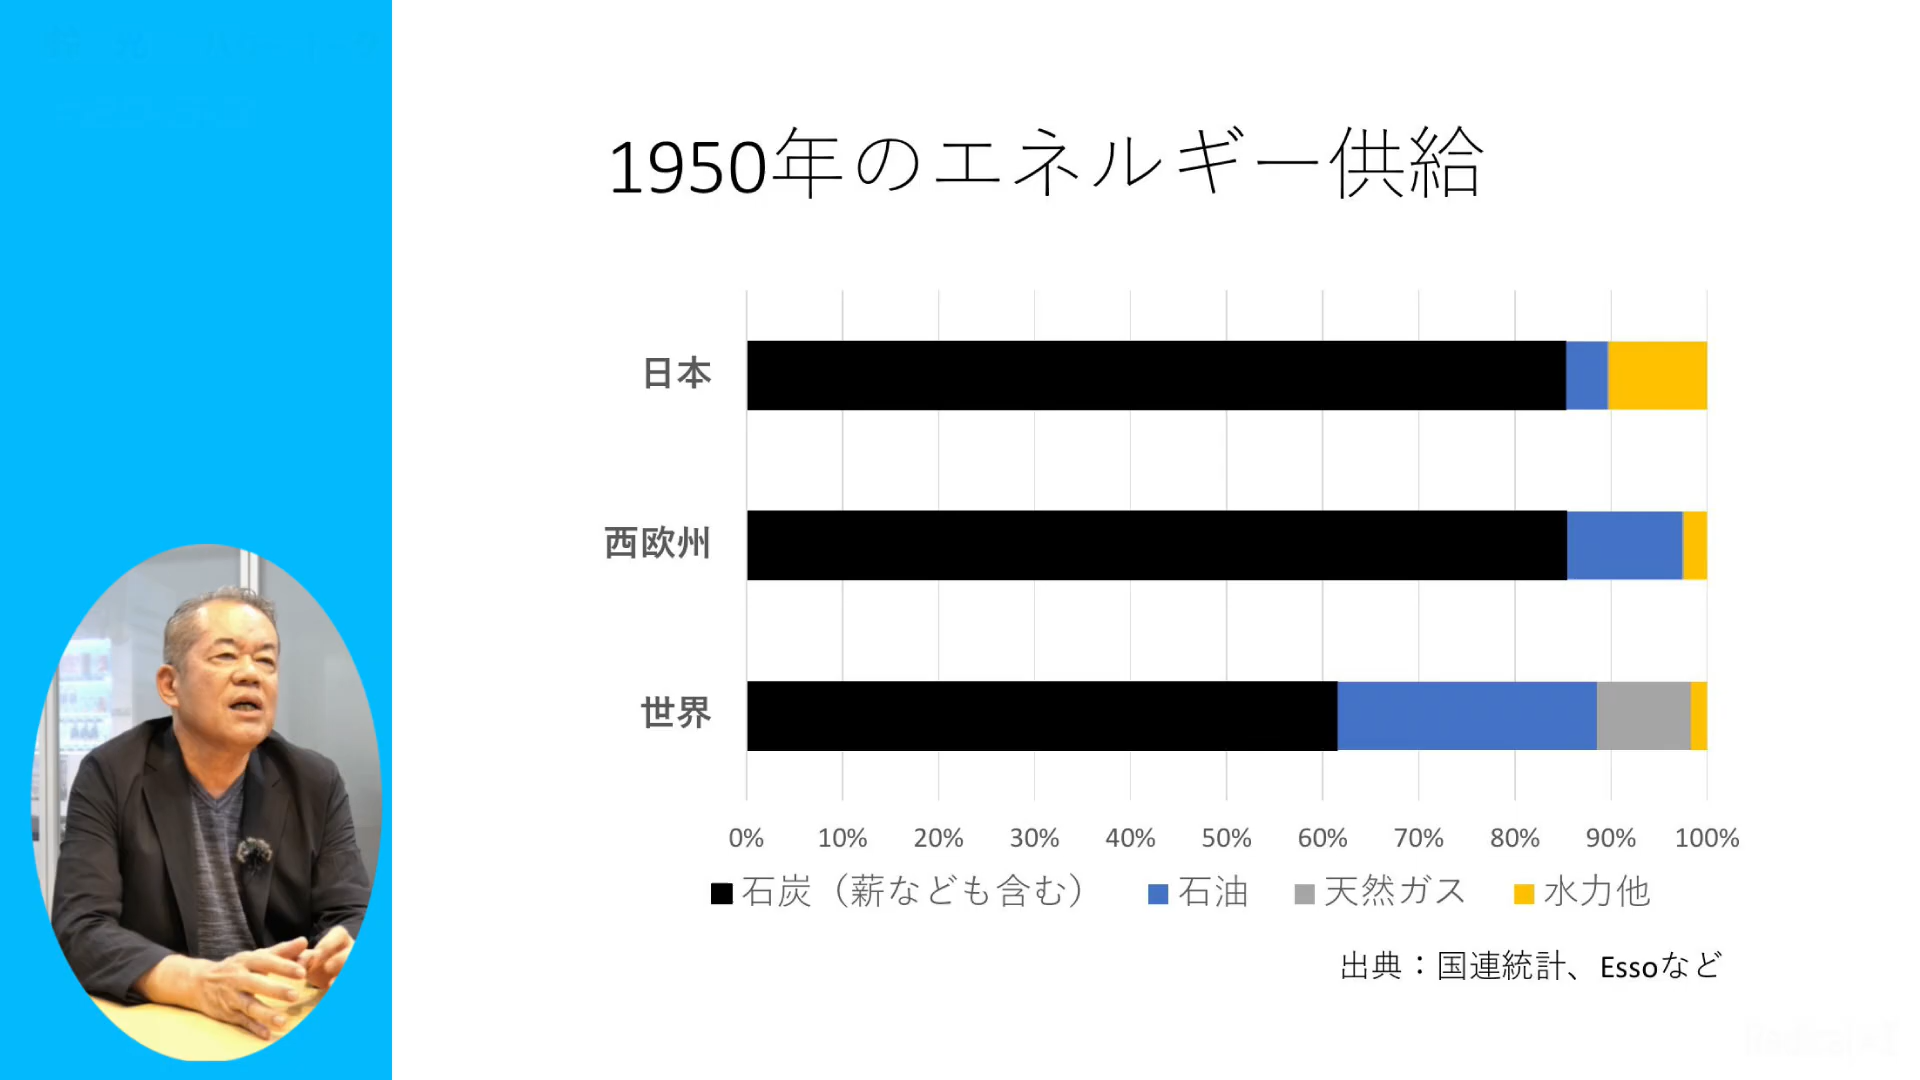 1950年のエネルギー供給
日本
西欧州
世界
0% 10% 20% 30% 40% 50% 60% 70% 80% 90% 100%
石炭（薪なども含む） 石油 天然ガス 水力他
出典：国連統計、Essoなど